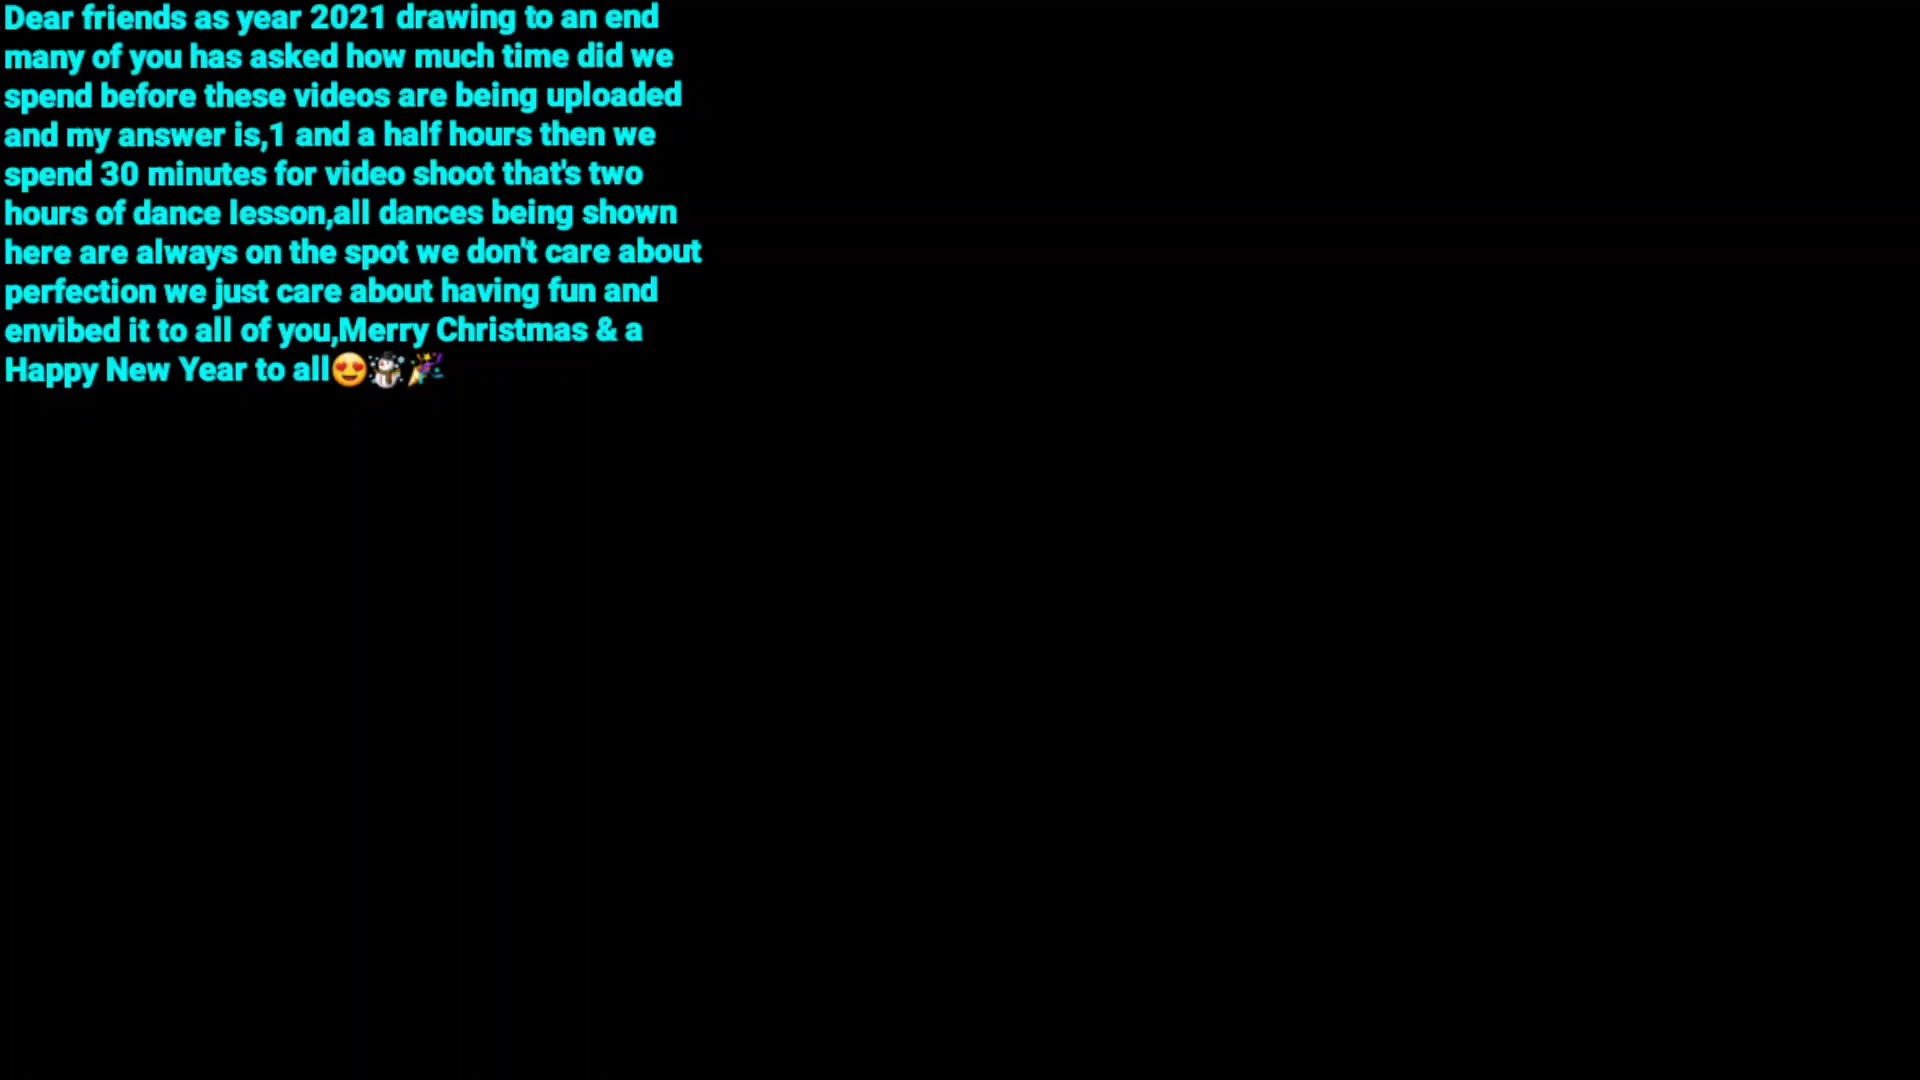 Dear friends as year 2021 drawing to an end
many of you has asked how much time did we
spend before these videos are being uploaded
and my answer is,1 and a half hours then we
spend 30 minutes for video shoot that's two
hours of dance lesson,all dances being shown
here are always on the spot we don't care about
perfection we just care about having fun and
envibed it to all of you,Merry Christmas & a
Happy New Year to all😍☃️🎉